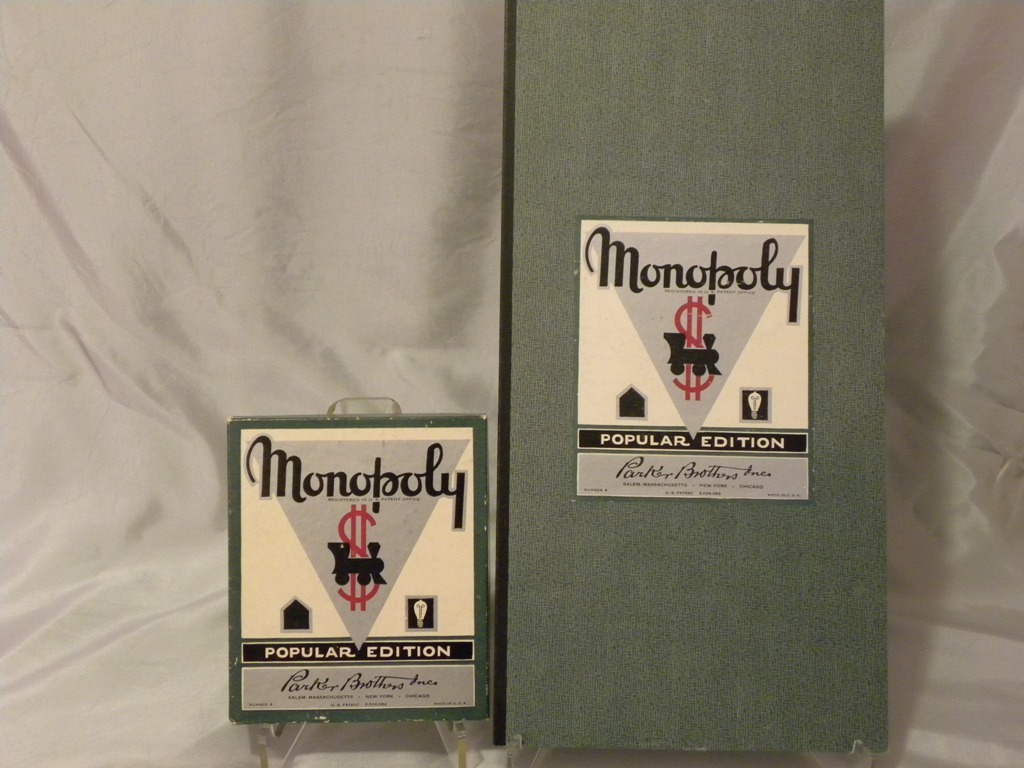 Monopoly
REGISTERED IN U. S. PATENT OFFICE
POPULAR EDITION
Parker Brothers Inc.
SALEM, MASSACHUSETTS • NEW YORK • CHICAGO
NUMBER U. S. PATENT MADE IN U. S. A.
Monopoly
REGISTERED IN U. S. PATENT OFFICE
POPULAR EDITION
Parker Brothers Inc.
SALEM, MASSACHUSETTS • NEW YORK • CHICAGO
NUMBER U. S. PATENT MADE IN U. S. A.